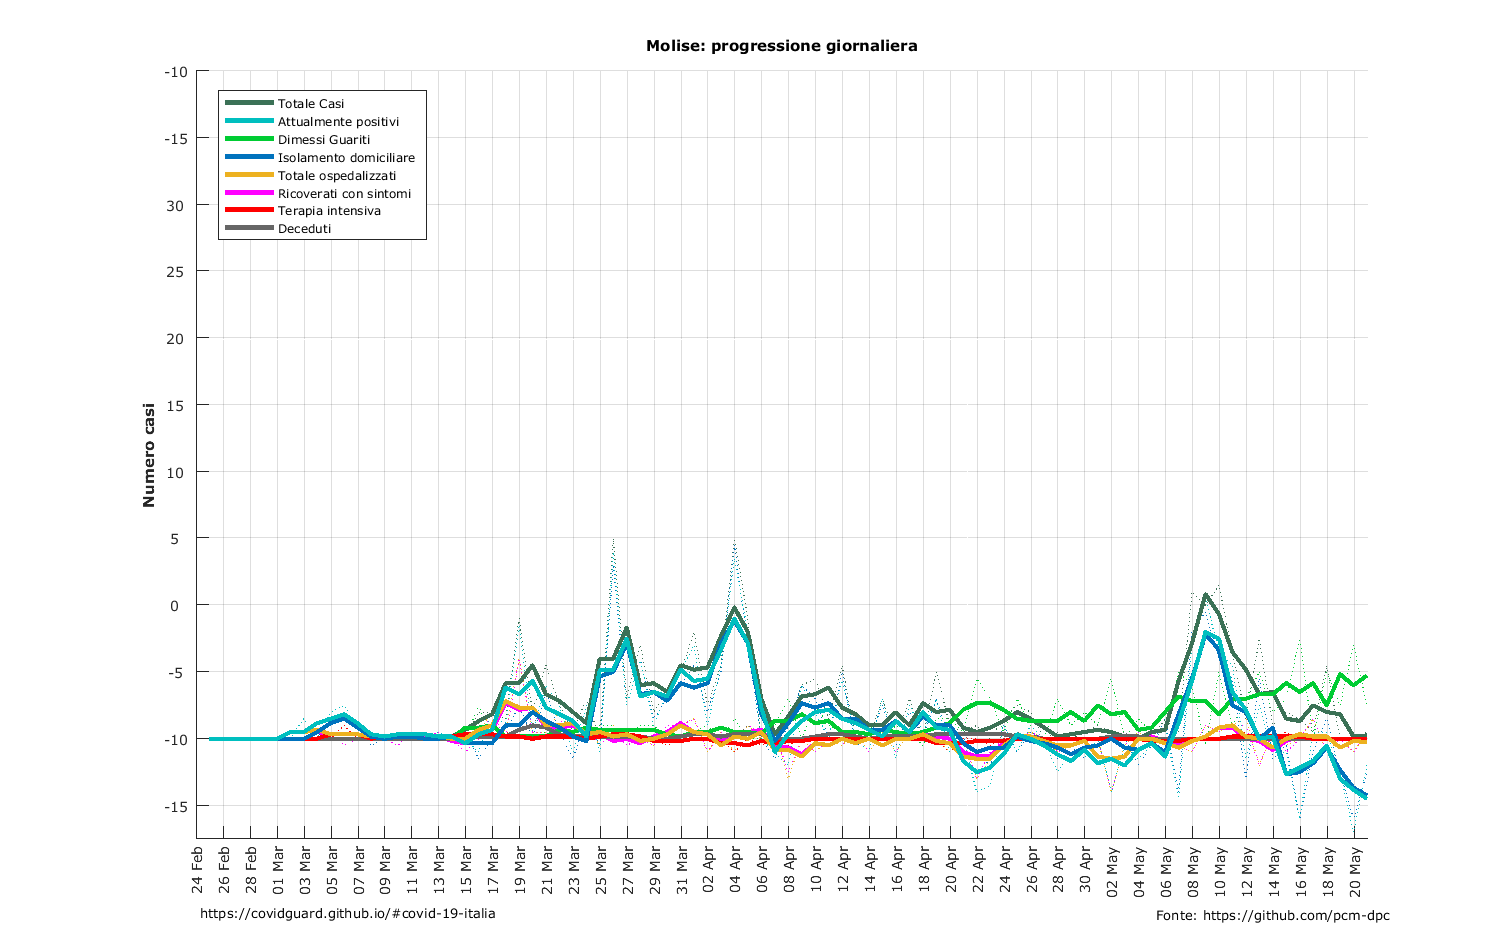 Molise: progressione giornaliera
-10
-15
30
25
20
15
10
5
0
-5
-10
-15
Numero casi
Totale Casi
Attualmente positivi
Dimessi Guariti
Isolamento domiciliare
Totale ospedalizzati
Ricoverati con sintomi
Terapia intensiva
Deceduti
24 Feb
26 Feb
28 Feb
01 Mar
03 Mar
05 Mar
07 Mar
09 Mar
11 Mar
13 Mar
15 Mar
17 Mar
19 Mar
21 Mar
23 Mar
25 Mar
27 Mar
29 Mar
31 Mar
02 Apr
04 Apr
06 Apr
08 Apr
10 Apr
12 Apr
14 Apr
16 Apr
18 Apr
20 Apr
22 Apr
24 Apr
26 Apr
28 Apr
30 Apr
02 May
04 May
06 May
08 May
10 May
12 May
14 May
16 May
18 May
20 May
https://covidguard.github.io/#covid-19-italia
Fonte: https://github.com/pcm-dpc